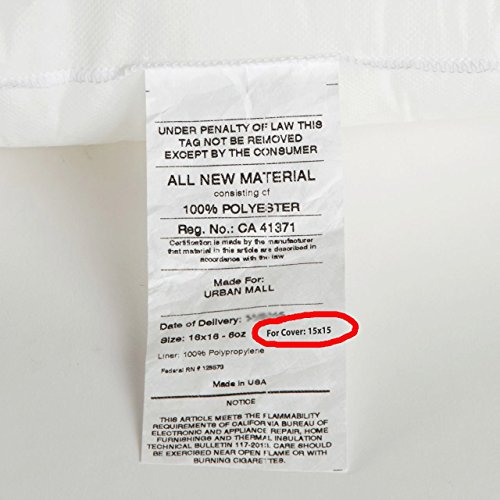 UNDER PENALTY OF LAW THIS
TAG NOT BE REMOVED
EXCEPT BY THE CONSUMER
ALL NEW MATERIAL
consisting of
100% POLYESTER
Reg. No.: CA 41371
Certification is made by the manufacturer
that material in this article are described in
accordance with the law
Made For:
URBAN MALL
Date of Delivery:
Size: 16x16 - 8oz For Cover: 15x15
Liner: 100% Polypropylene
Federal RN #
Made in USA
NOTICE
THIS ARTICLE MEETS THE FLAMMABILITY
REQUIREMENTS OF CALIFORNIA BUREAU OF
ELECTRONIC AND APPLIANCE REPAIR, HOME
FURNISHINGS AND THERMAL INSULATION
TECHNICAL BULLETIN 117-2013. CARE SHOULD
BE EXERCISED NEAR OPEN FLAME OR WITH
BURNING CIGARETTES.